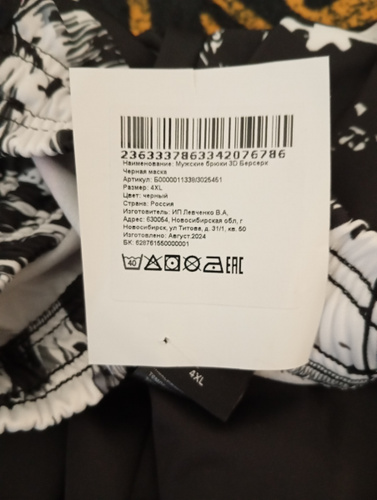 2363337863342076786
Наименование: Мужские брюки 3D Берсерк
Черная маска
Артикул: Б0000011339/3025451
Размер: 4XL
Цвет: черный
Страна: Россия
Изготовитель: ИП Левченко В.А.
Адрес: 630054, Новосибирская обл, г
Новосибирск, ул Титова, д. 31/1, кв. 50
Изготовлено: Август.2024
БК: 628761550000001
40
EAC
4XL